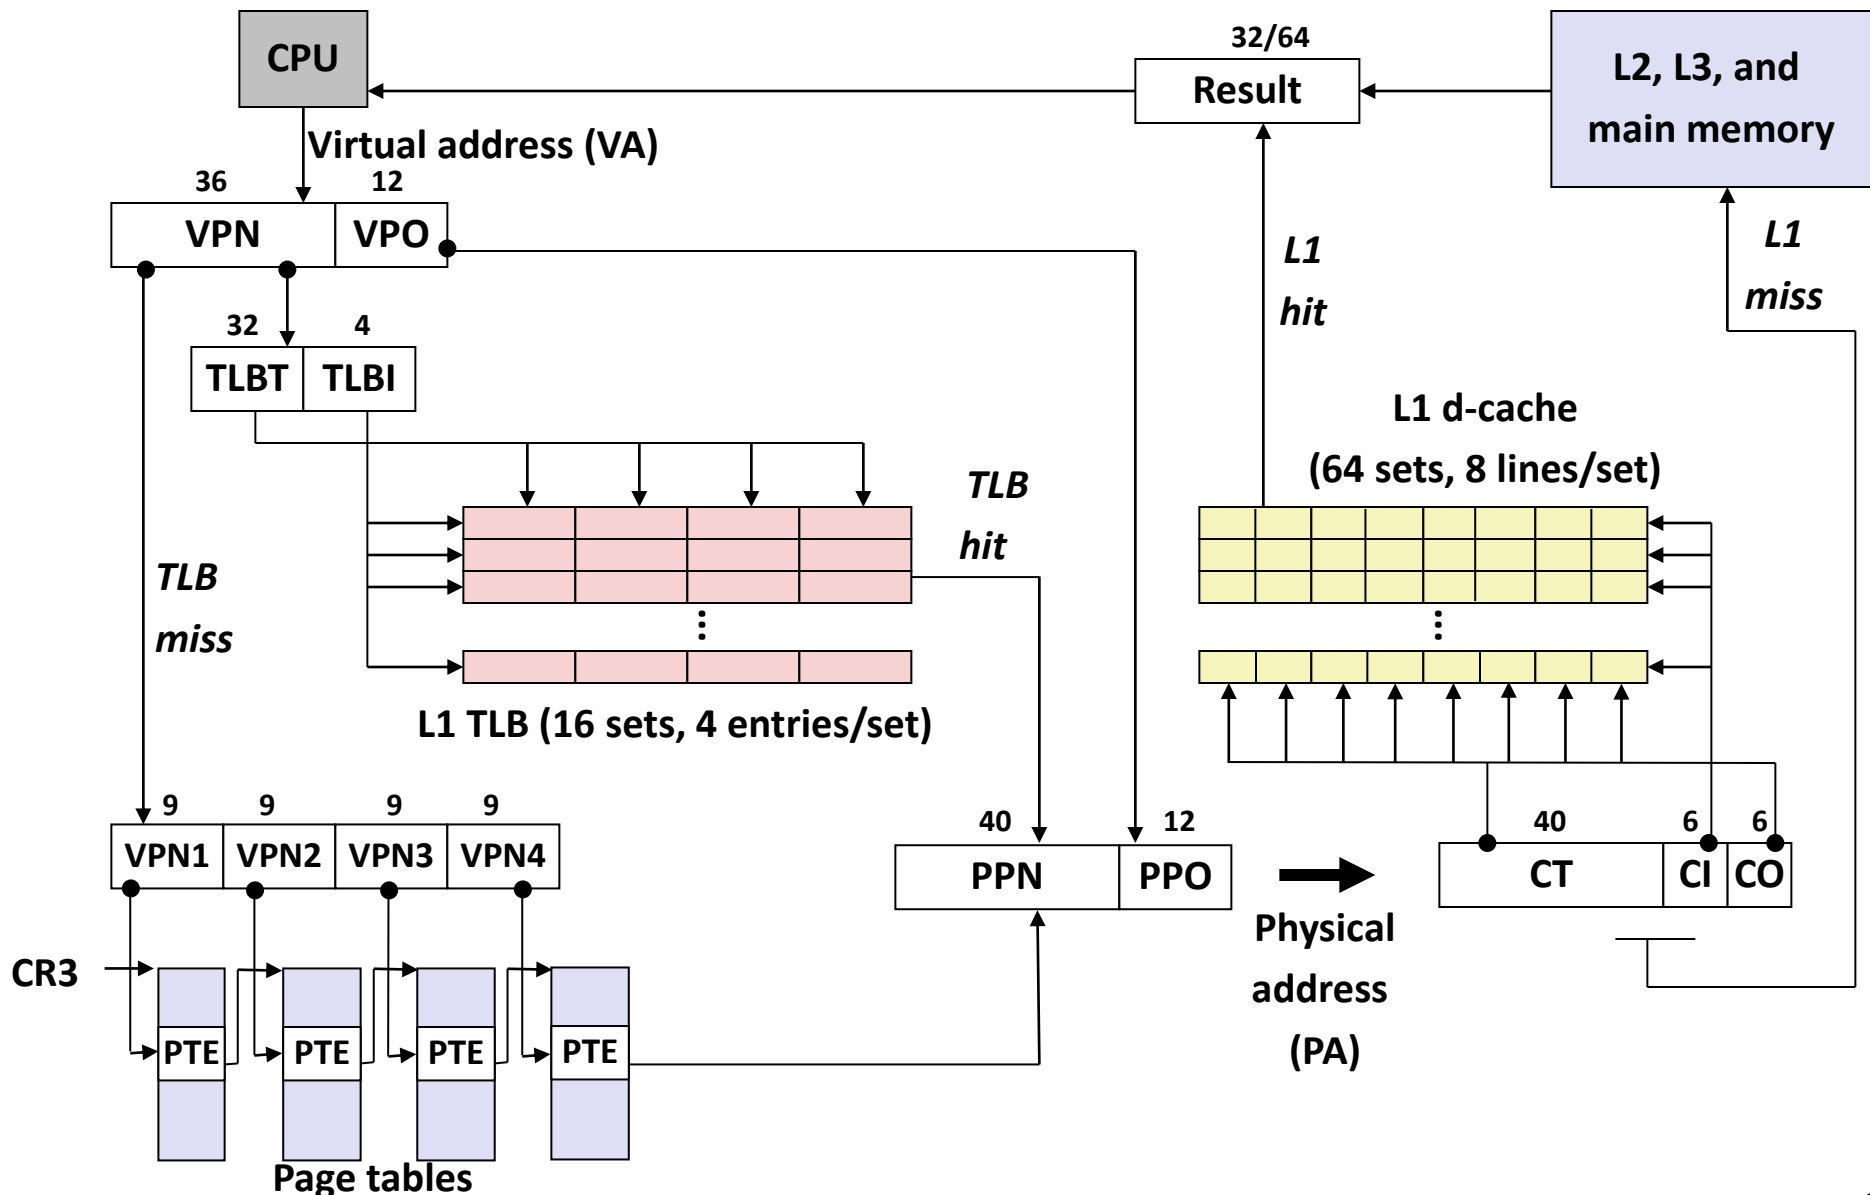 CPU
32/64
Result
L2, L3, and
main memory
Virtual address (VA)
36
12
VPN
VPO
L1
hit
L1
miss
32
4
TLBT
TLBI
L1 d-cache
(64 sets, 8 lines/set)
TLB
hit
TLB
miss
...
...
L1 TLB (16 sets, 4 entries/set)
9
9
9
9
VPN1
VPN2
VPN3
VPN4
40
12
PPN
PPO
40
6
6
CT
CI
CO
Physical
address
(PA)
CR3
PTE
PTE
PTE
PTE
Page tables